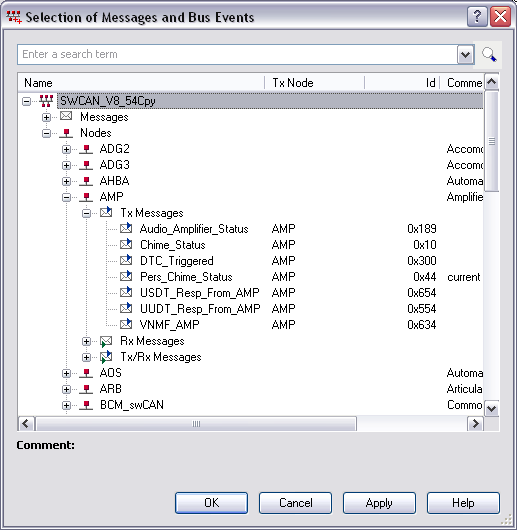 Selection of Messages and Bus Events
Enter a search term
Name Tx Node Id Comme
SWCAN_V8_54Cpy
Messages
Nodes
ADG2 Accomo
ADG3 Accomo
AHBA Automa
AMP Amplifie
Tx Messages
Audio_Amplifier_Status AMP 0x189
Chime_Status AMP 0x10
DTC_Triggered AMP 0x300
Pers_Chime_Status AMP 0x44 current
USDT_Resp_From_AMP AMP 0x654
UUDT_Resp_From_AMP AMP 0x554
VNMF_AMP AMP 0x634
Rx Messages
Tx/Rx Messages
AOS Automa
ARB Articula
BCM_swCAN Commo
Comment:
OK Cancel Apply Help